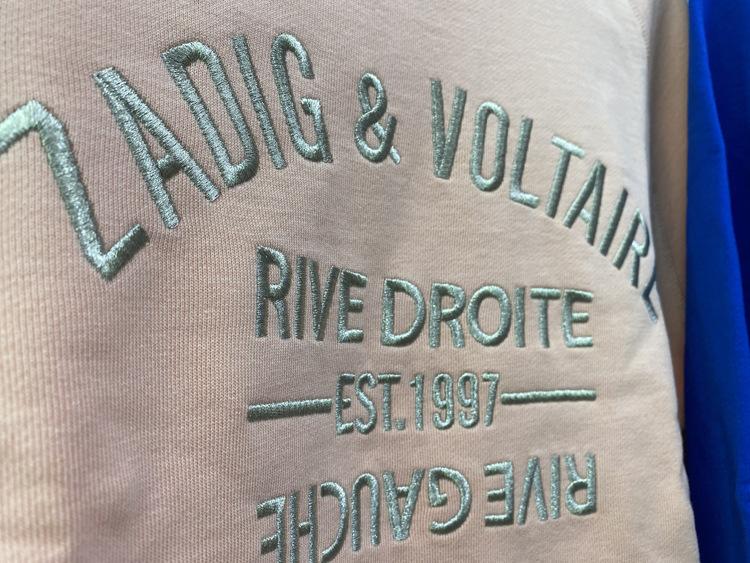 ZADIG & VOLTAIRE
RIVE DROITE
EST.1997
RIVE GAUCHE